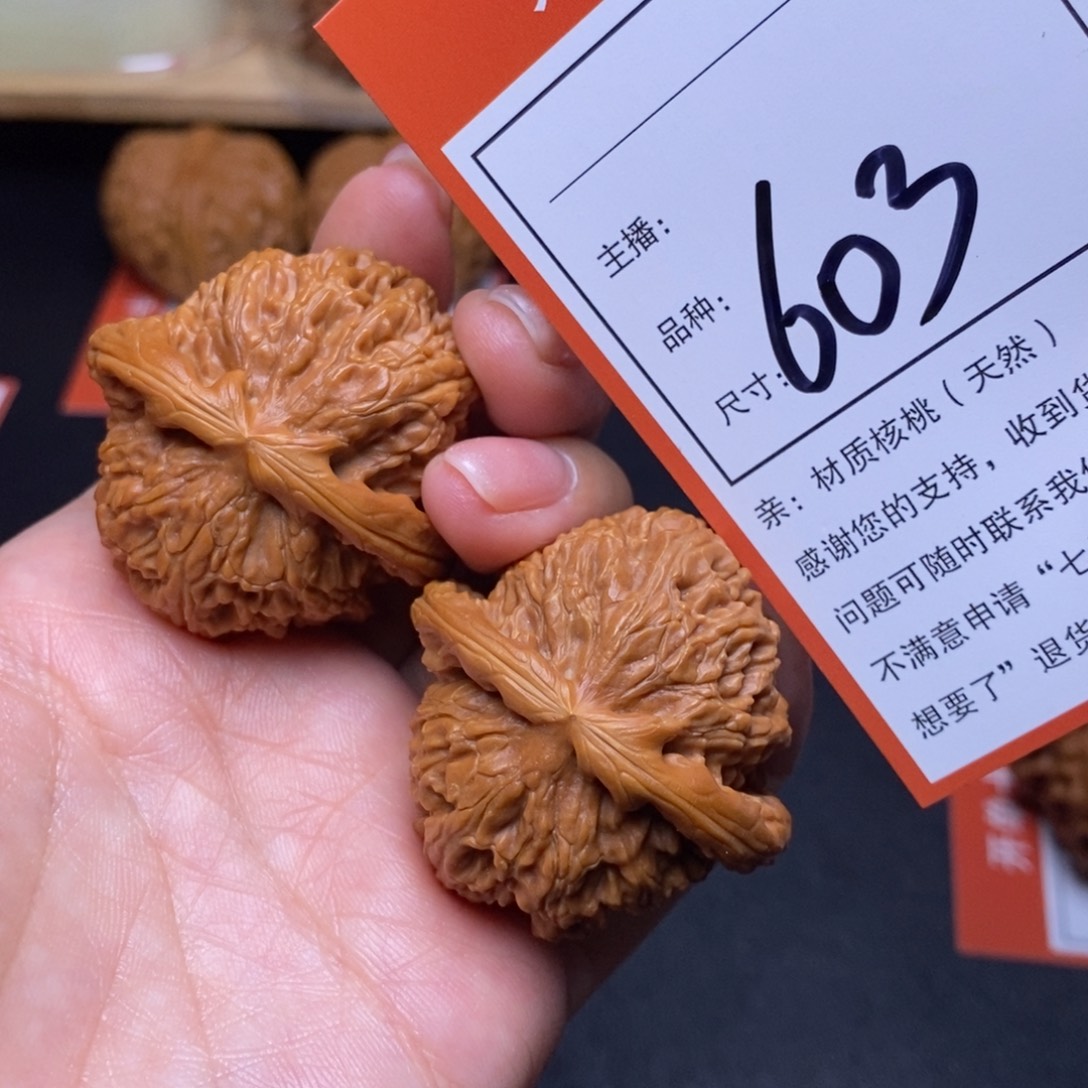 603
主播：
品种：
尺寸：
亲：材质核桃（天然）
感谢您的支持，收到货
问题可随时联系我们
不满意申请“七
想要了”退货